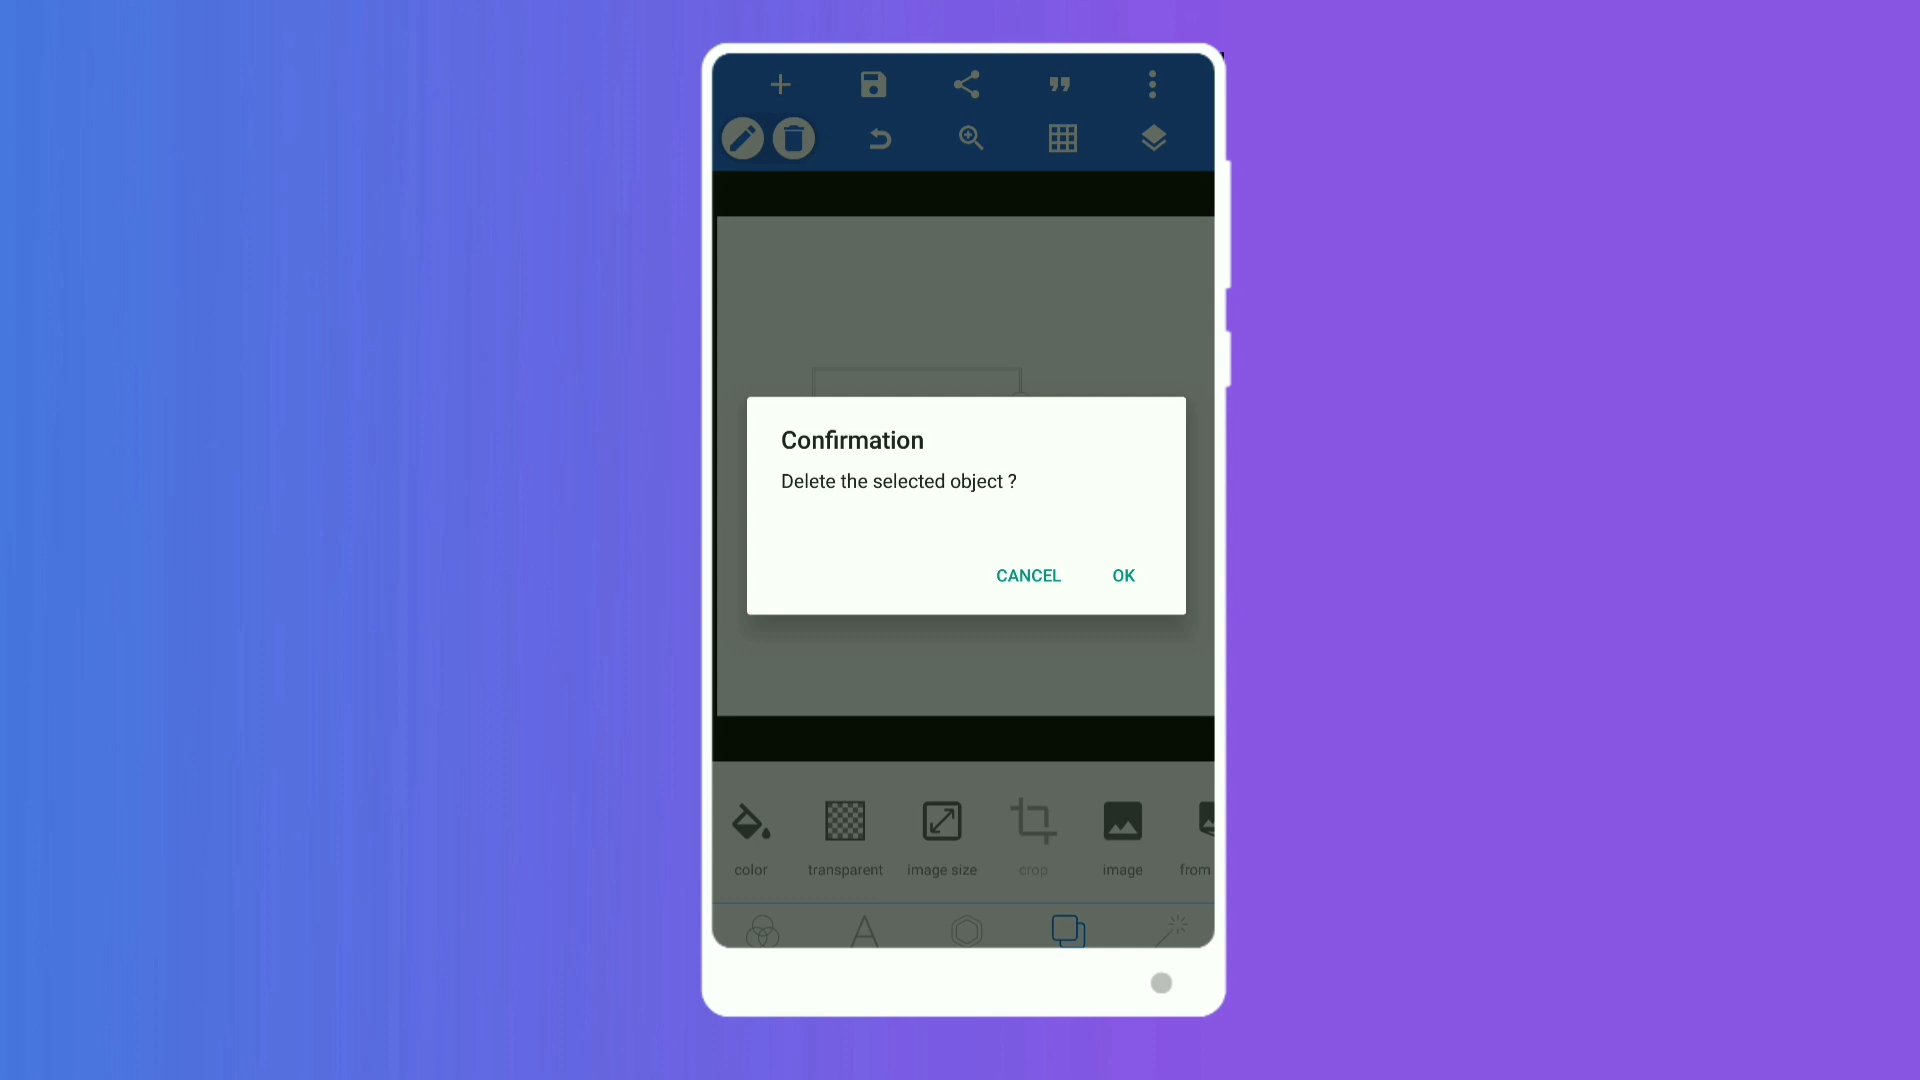 Confirmation
Delete the selected object ?
CANCEL OK
color transparent image size crop image from